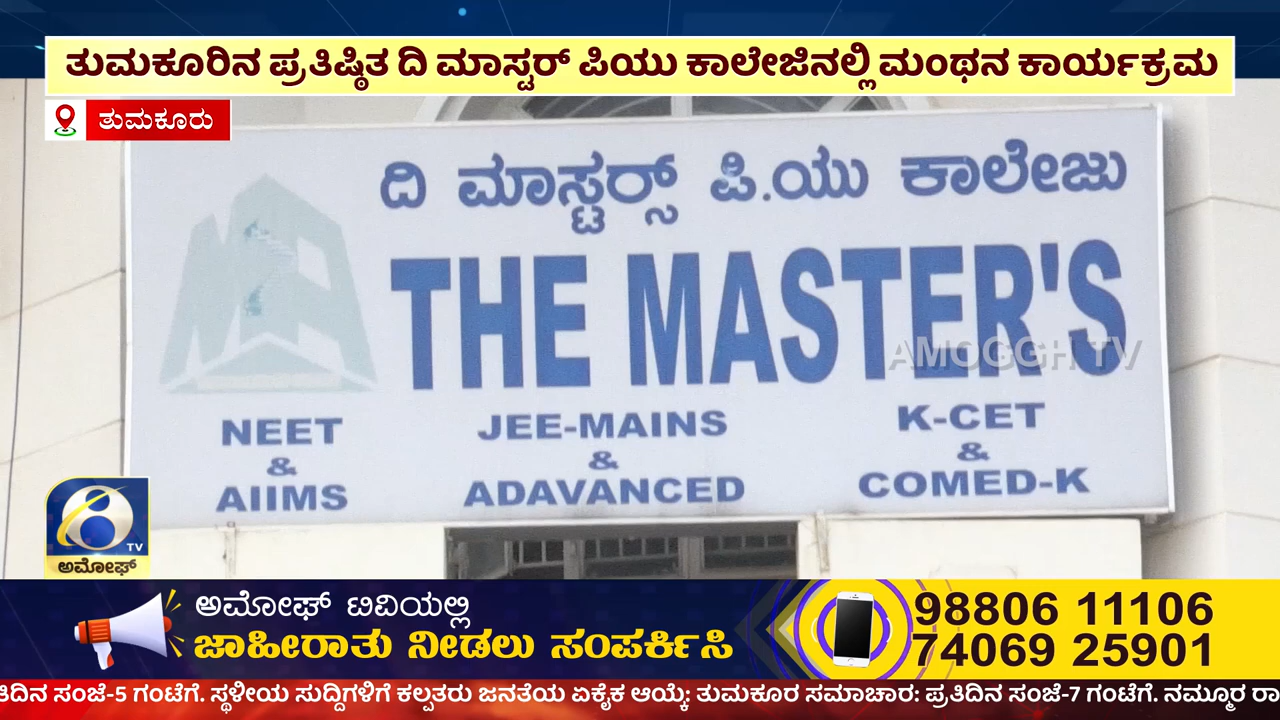 ತುಮಕೂರಿನ ಪ್ರತಿಷ್ಠಿತ ದಿ ಮಾಸ್ಟರ್ ಪಿಯು ಕಾಲೇಜಿನಲ್ಲಿ ಮಂಥನ ಕಾರ್ಯಕ್ರಮ
ತುಮಕೂರು
ದಿ ಮಾಸ್ಟರ‍್ಸ್ ಪಿ.ಯು ಕಾಲೇಜು
THE MASTER'S
AMOGGH TV
NEET
&
AIIMS
JEE-MAINS
&
ADAVANCED
K-CET
&
COMED-K
TV
ಅಮೋಘ್
ಅಮೋಘ್ ಟಿವಿಯಲ್ಲಿ
ಜಾಹೀರಾತು ನೀಡಲು ಸಂಪರ್ಕಿಸಿ
98806 11106
74069 25901
ಸಂಜೆ-5 ಗಂಟೆಗೆ. ಸ್ಥಳೀಯ ಸುದ್ದಿಗಳಿಗೆ ಕಲ್ಪತರು ಜನತೆಯ ಏಕೈಕ ಆಯ್ಕೆ: ತುಮಕೂರ ಸಮಾಚಾರ: ಪ್ರತಿದಿನ ಸಂಜೆ-7 ಗಂಟೆಗೆ. ನಮ್ಮೂರ